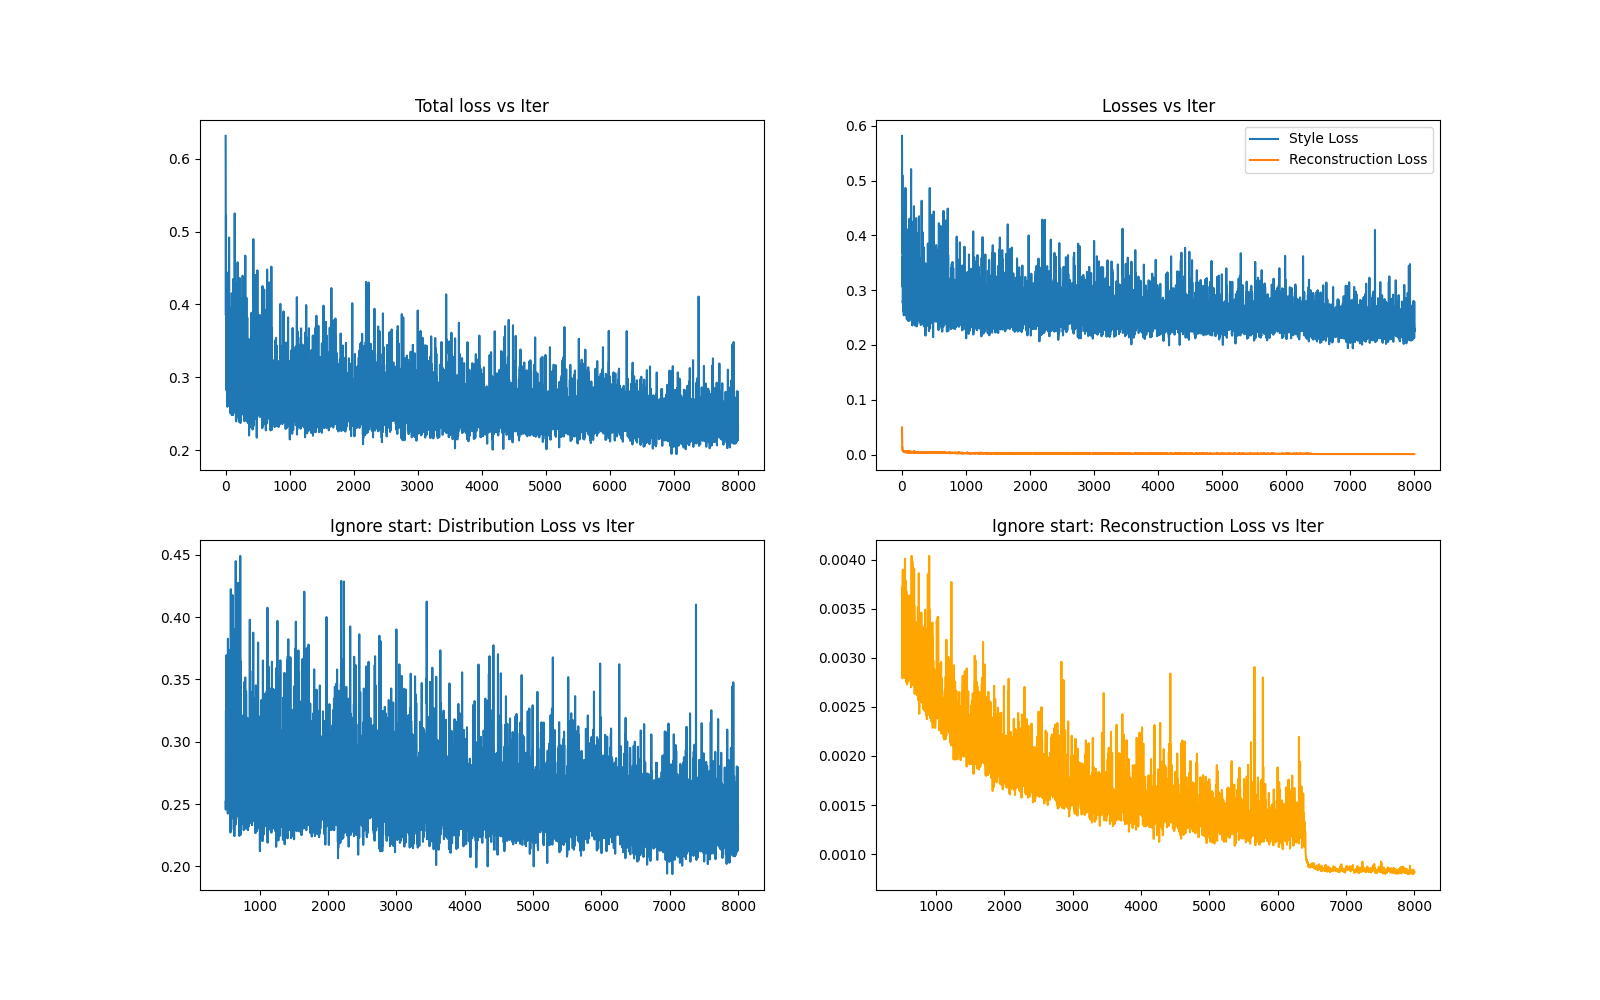 Total loss vs Iter
0.6
0.5
0.4
0.3
0.2
0 1000 2000 3000 4000 5000 6000 7000 8000
Losses vs Iter
0.6
0.5
0.4
0.3
0.2
0.1
0.0
Style Loss
Reconstruction Loss
0 1000 2000 3000 4000 5000 6000 7000 8000
Ignore start: Distribution Loss vs Iter
0.45
0.40
0.35
0.30
0.25
0.20
1000 2000 3000 4000 5000 6000 7000 8000
Ignore start: Reconstruction Loss vs Iter
0.0040
0.0035
0.0030
0.0025
0.0020
0.0015
0.0010
1000 2000 3000 4000 5000 6000 7000 8000